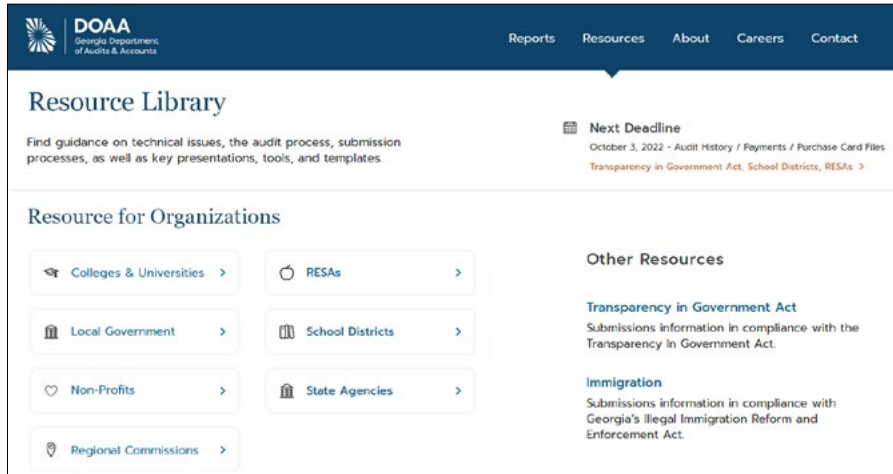 DOAA
Georgia Department
of Audits & Accounts
Reports
Resources
About
Careers
Contact
Resource Library
Find guidance on technical issues, the audit process, submission
processes, as well as key presentations, tools, and templates.
Next Deadline
October 3, 2022 - Audit History / Payments / Purchase Card Files
Transparency in Government Act, School Districts, RESAs >
Resource for Organizations
Colleges & Universities >
RESAs >
Local Government >
School Districts >
Non-Profits >
State Agencies >
Regional Commissions >
Other Resources
Transparency in Government Act
Submissions information in compliance with the
Transparency In Government Act.
Immigration
Submissions information in compliance with
Georgia's Illegal Immigration Reform and
Enforcement Act.